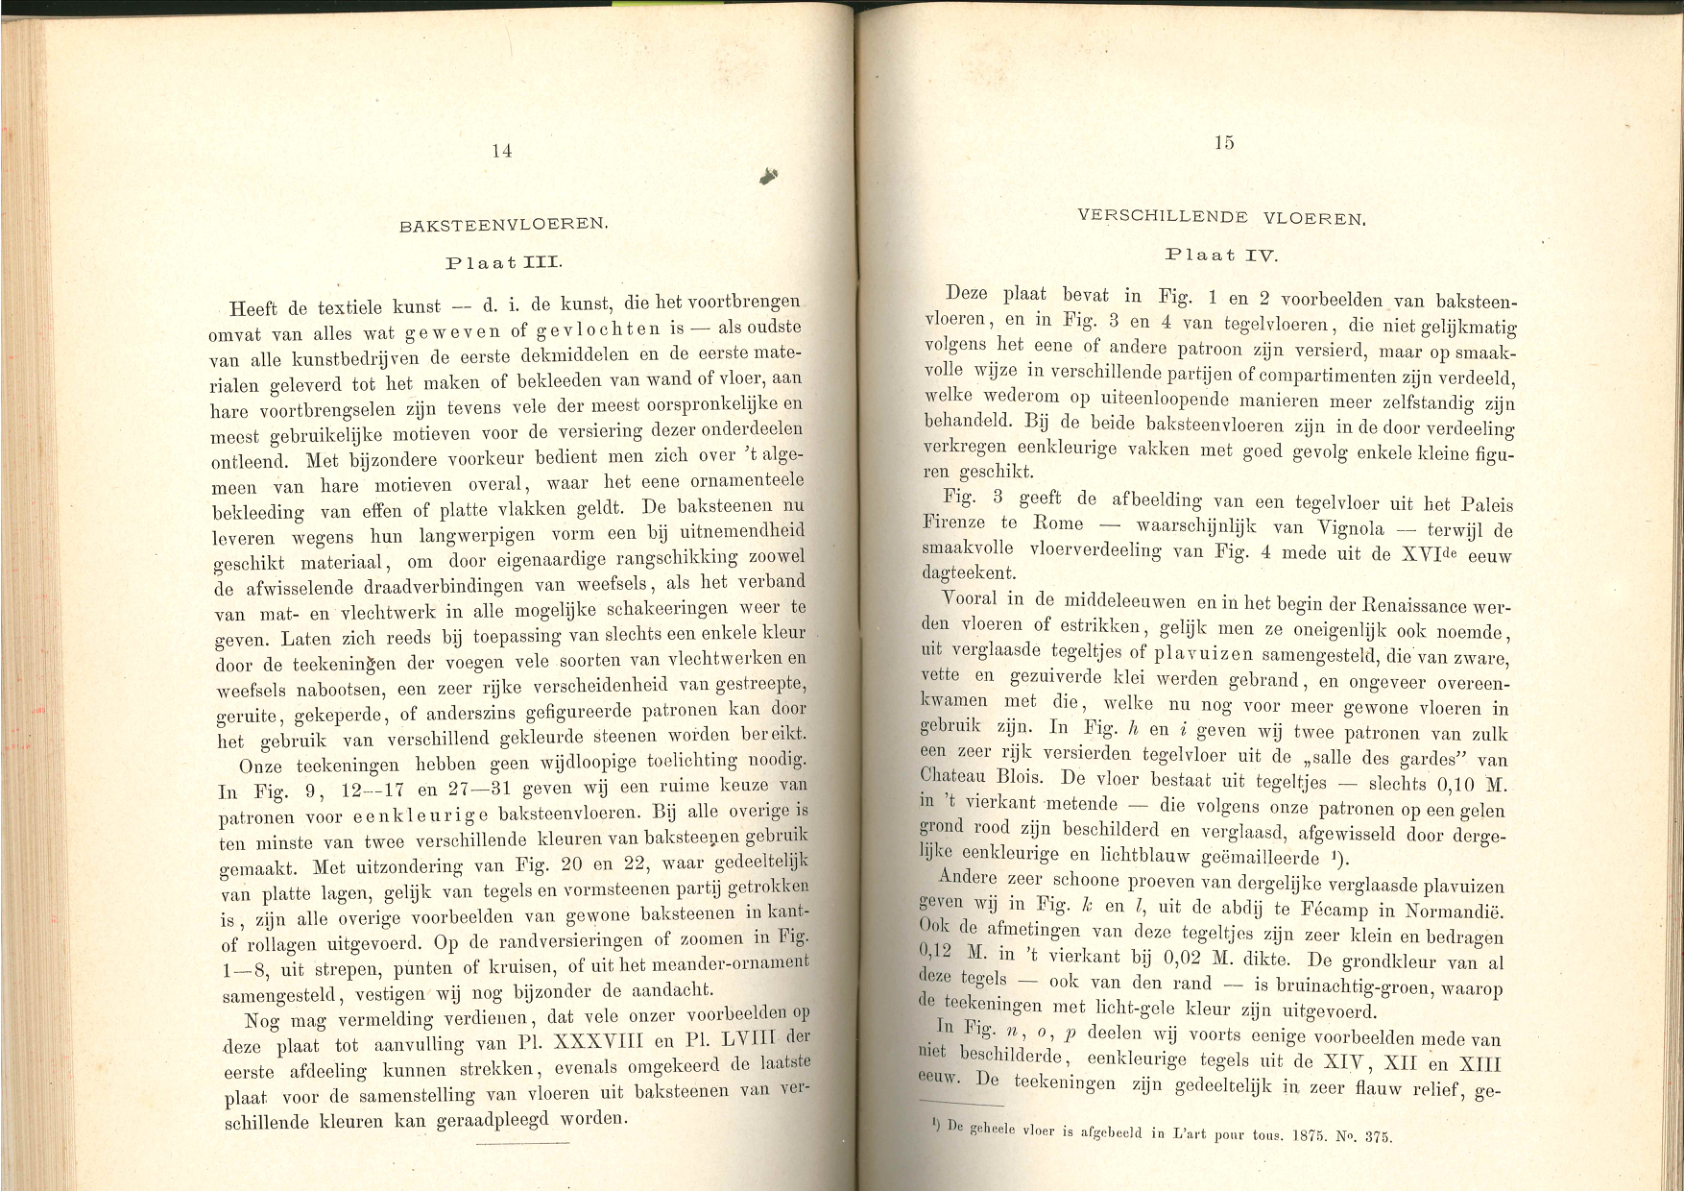 14
BAKSTEENVLOEREN.
Plaat III.
Heeft de textiele kunst — d. i. de kunst, die het voortbrengen
omvat van alles wat geweven of gevlochten is — als oudste
van alle kunstbedrijven de eerste dekmiddelen en de eerste mate-
rialen geleverd tot het maken of bekleeden van wand of vloer, aan
hare voortbrengselen zijn tevens vele der meest oorspronkelijke en
meest gebruikelijke motieven voor de versiering dezer onderdeelen
ontleend. Met bijzondere voorkeur bedient men zich over 't alge-
meen van hare motieven overal, waar het eene ornamenteele
bekleeding van effen of platte vlakken geldt. De baksteenen nu
leveren wegens hun langwerpigen vorm een bij uitnemendheid
geschikt materiaal, om door eigenaardige rangschikking zoowel
de afwisselende draadverbindingen van weefsels, als het verband
van mat- en vlechtwerk in alle mogelijke schakeeringen weer te
geven. Laten zich reeds bij toepassing van slechts een enkele kleur
door de teekeningen der voegen vele soorten van vlechtwerken en
weefsels nabootsen, een zeer rijke verscheidenheid van gestreepte,
geruite, gekeperde, of anderszins gefigureerde patronen kan door
het gebruik van verschillend gekleurde steenen worden bereikt.
Onze teekeningen hebben geen wijdloopige toelichting noodig.
In Fig. 9, 12--17 en 27—31 geven wij een ruime keuze van
patronen voor eenkleurige baksteenvloeren. Bij alle overige is
ten minste van twee verschillende kleuren van baksteenen gebruik
gemaakt. Met uitzondering van Fig. 20 en 22, waar gedeeltelijk
van platte lagen, gelijk van tegels en vormsteenen partij getrokken
is, zijn alle overige voorbeelden van gewone baksteenen in kant-
of rollagen uitgevoerd. Op de randversieringen of zoomen in Fig.
1—8, uit strepen, punten of kruisen, of uit het meander-ornament
samengesteld, vestigen wij nog bijzonder de aandacht.
Nog mag vermelding verdienen, dat vele onzer voorbeelden op
deze plaat tot aanvulling van Pl. XXXVIII en Pl. LVIII der
eerste afdeeling kunnen strekken, evenals omgekeerd de laatste
plaat voor de samenstelling van vloeren uit baksteenen van ver-
schillende kleuren kan geraadpleegd worden.
15
VERSCHILLENDE VLOEREN.
Plaat IV.
Deze plaat bevat in Fig. 1 en 2 voorbeelden van baksteen-
vloeren, en in Fig. 3 en 4 van tegelvloeren, die niet gelijkmatig
volgens het eene of andere patroon zijn versierd, maar op smaak-
volle wijze in verschillende partijen of compartimenten zijn verdeeld,
welke wederom op uiteenloopende manieren meer zelfstandig zijn
behandeld. Bij de beide baksteenvloeren zijn in de door verdeeling
verkregen eenkleurige vakken met goed gevolg enkele kleine figu-
ren geschikt.
Fig. 3 geeft de afbeelding van een tegelvloer uit het Paleis
Firenze te Rome — waarschijnlijk van Vignola — terwijl de
smaakvolle vloerverdeeling van Fig. 4 mede uit de XVIde eeuw
dagteekent.
Vooral in de middeleeuwen en in het begin der Renaissance wer-
den vloeren of estrikken, gelijk men ze oneigenlijk ook noemde,
uit verglaasde tegeltjes of plavuizen samengesteld, die van zware,
vette en gezuiverde klei werden gebrand, en ongeveer overeen-
kwamen met die, welke nu nog voor meer gewone vloeren in
gebruik zijn. In Fig. h en i geven wij twee patronen van zulk
een zeer rijk versierden tegelvloer uit de „salle des gardes” van
Chateau Blois. De vloer bestaat uit tegeltjes — slechts 0,10 M.
in 't vierkant metende — die volgens onze patronen op een gelen
grond rood zijn beschilderd en verglaasd, afgewisseld door derge-
lijke eenkleurige en lichtblauw geëmailleerde ¹).
Andere zeer schoone proeven van dergelijke verglaasde plavuizen
geven wij in Fig. k en l, uit de abdij te Fécamp in Normandië.
Ook de afmetingen van deze tegeltjes zijn zeer klein en bedragen
0,12 M. in 't vierkant bij 0,02 M. dikte. De grondkleur van al
deze tegels — ook van den rand — is bruinachtig-groen, waarop
de teekeningen met licht-gele kleur zijn uitgevoerd.
In Fig. n, o, p deelen wij voorts eenige voorbeelden mede van
niet beschilderde, eenkleurige tegels uit de XIV, XII en XIII
eeuw. De teekeningen zijn gedeeltelijk in zeer flauw relief, ge-
¹) De geheele vloer is afgebeeld in L'art pour tous. 1875. No. 375.